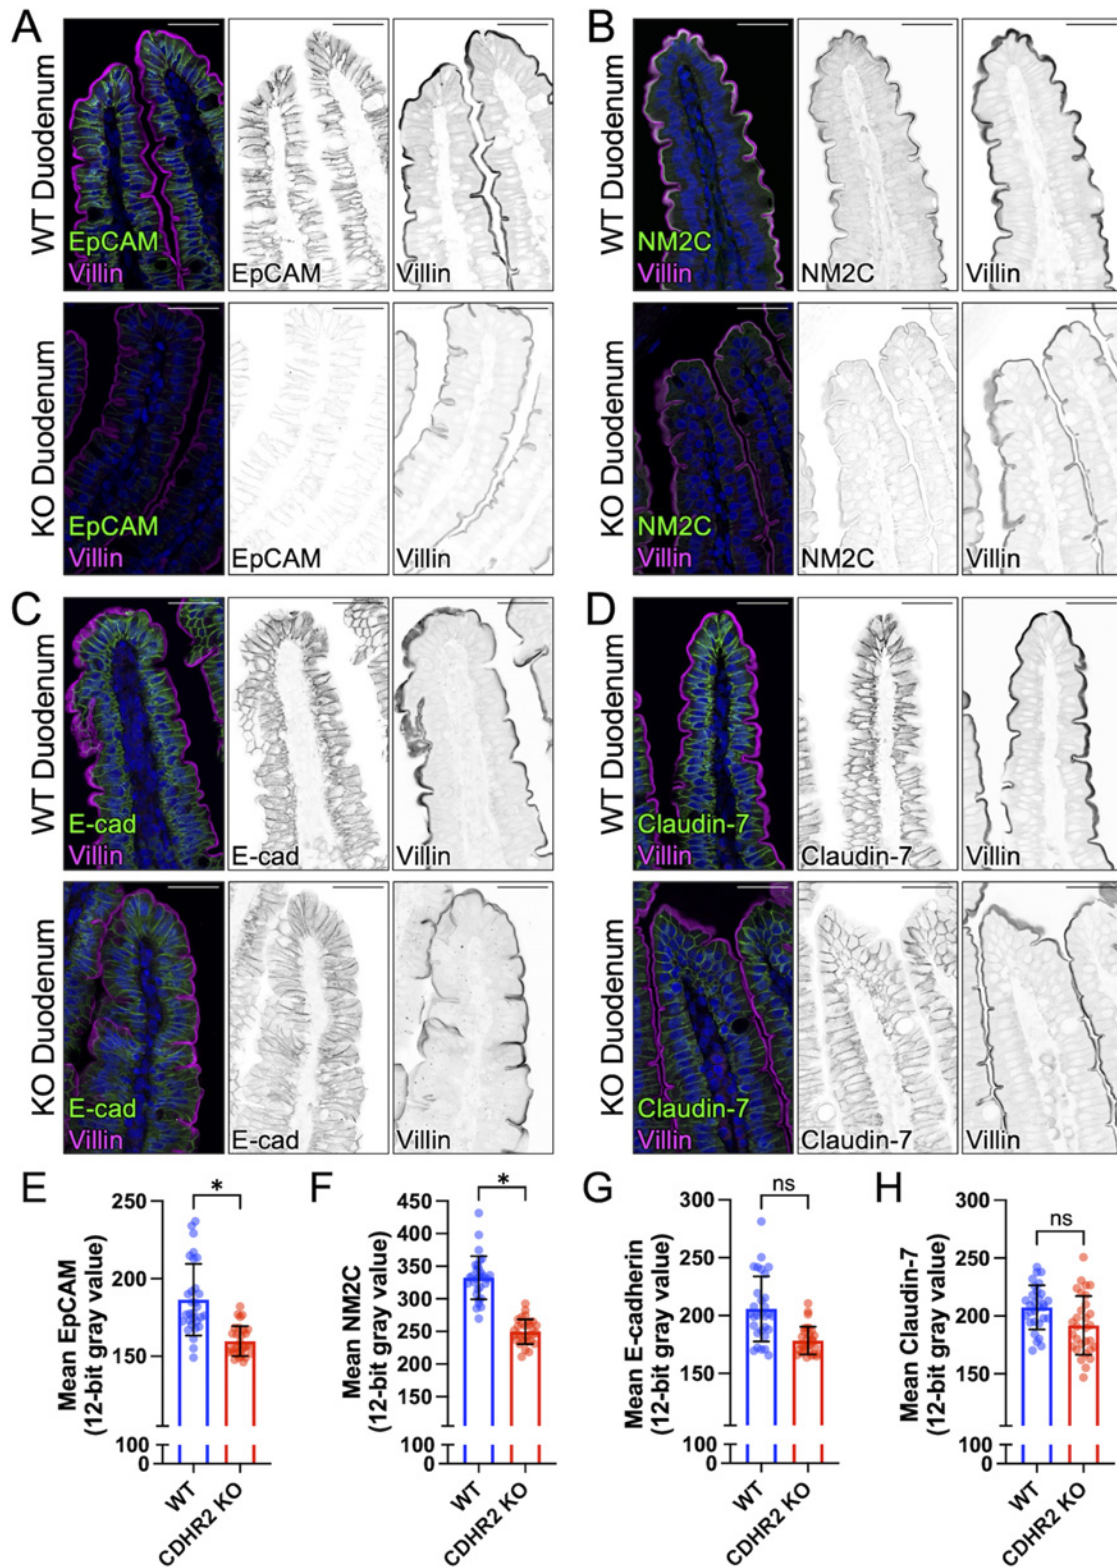 A
B
WT Duodenum
EpCAM
Villin
EpCAM
Villin
WT Duodenum
NM2C
Villin
NM2C
Villin
KO Duodenum
EpCAM
Villin
EpCAM
Villin
KO Duodenum
NM2C
Villin
NM2C
Villin
C
D
WT Duodenum
E-cad
Villin
E-cad
Villin
WT Duodenum
Claudin-7
Villin
Claudin-7
Villin
KO Duodenum
E-cad
Villin
E-cad
Villin
KO Duodenum
Claudin-7
Villin
Claudin-7
Villin
E
Mean EpCAM
(12-bit gray value)
250
200
150
100
0
*
WT
CDHR2 KO
F
Mean NM2C
(12-bit gray value)
450
400
350
300
250
200
150
100
0
*
WT
CDHR2 KO
G
Mean E-cadherin
(12-bit gray value)
300
250
200
150
100
0
ns
WT
CDHR2 KO
H
Mean Claudin-7
(12-bit gray value)
300
250
200
150
100
0
ns
WT
CDHR2 KO